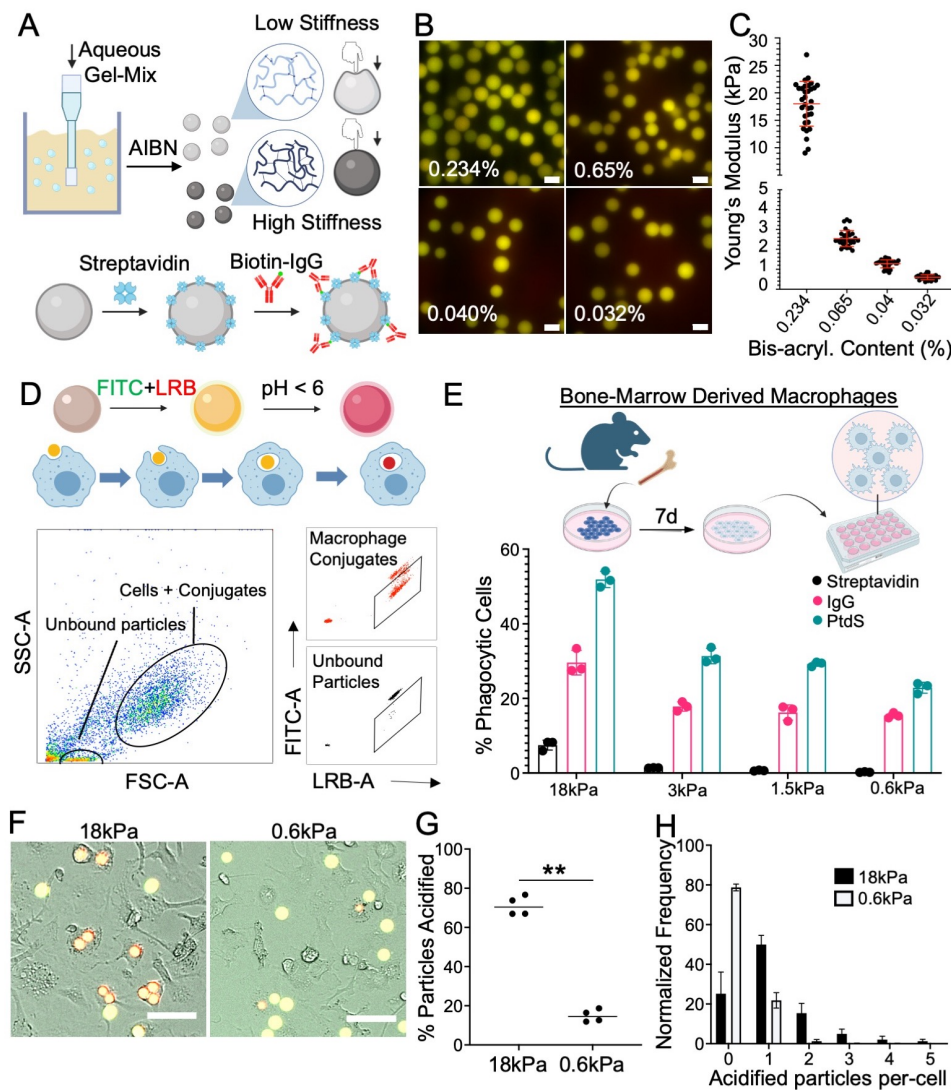 A
Aqueous
Gel-Mix
AIBN
Low Stiffness
High Stiffness
Streptavidin
Biotin-IgG
B
0.234%
0.65%
0.040%
0.032%
C
Young's Modulus (kPa)
30
25
20
15
10
5
4
3
2
1
0
0.234
0.065
0.04
0.032
Bis-acryl. Content (%)
D
FITC+LRB
pH < 6
SSC-A
Cells + Conjugates
Unbound particles
FSC-A
Macrophage
Conjugates
Unbound
Particles
FITC-A
LRB-A
E
Bone-Marrow Derived Macrophages
7d
% Phagocytic Cells
60
40
20
0
Streptavidin
IgG
PtdS
18kPa
3kPa
1.5kPa
0.6kPa
F
18kPa
0.6kPa
G
% Particles Acidified
100
80
60
40
20
0
**
18kPa
0.6kPa
H
Normalized Frequency
100
80
60
40
20
0
18kPa
0.6kPa
0
1
2
3
4
5
Acidified particles per-cell